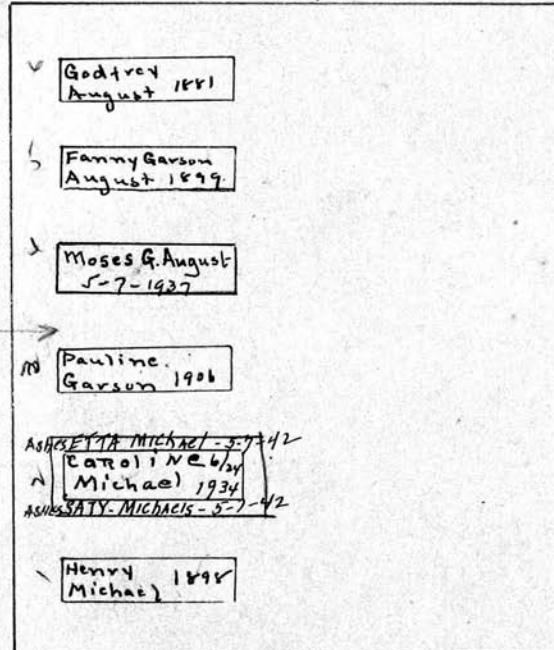 Godfrey
August 1881
Fanny Garson
August 1899
Moses G. August
5-7-1937
Pauline
Garson 1906
Ashes ETTA Michael - 5-7-42
Caroline 6/24
Michael 1934
Ashes SATY - Michaels - 5-7-42
Henry 1898
Michael